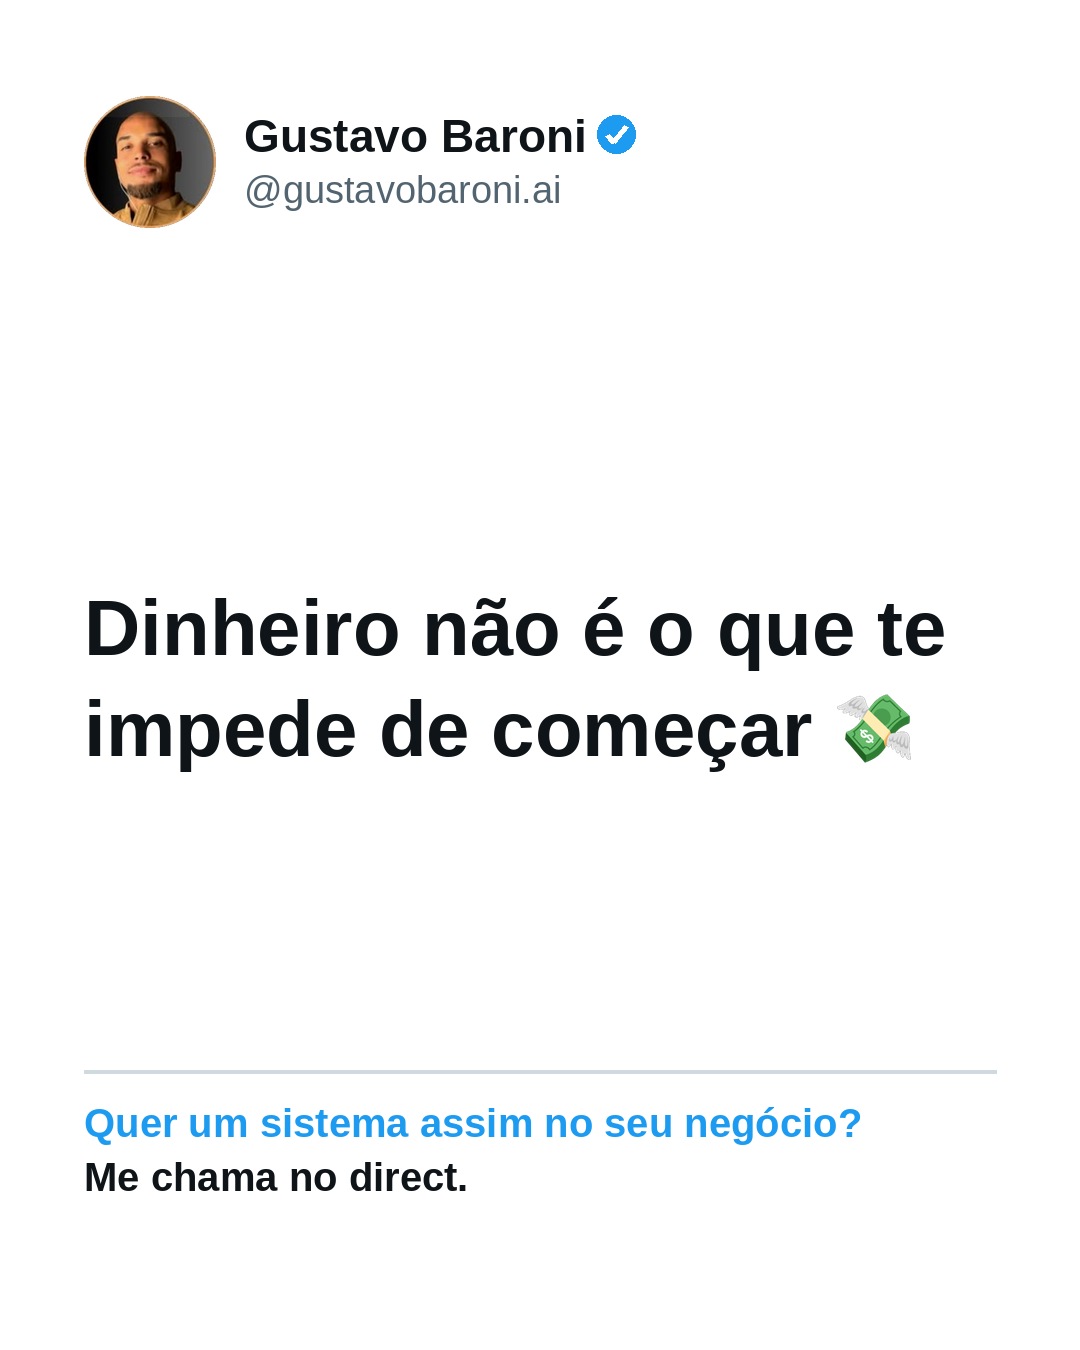 Gustavo Baroni
@gustavobaroni.ai
Dinheiro não é o que te
impede de começar 💸
Quer um sistema assim no seu negócio?
Me chama no direct.